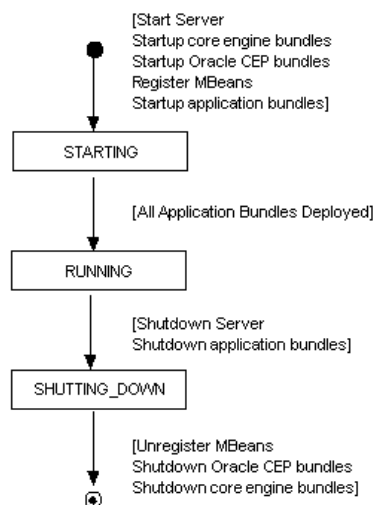 [Start Server
Startup core engine bundles
Startup Oracle CEP bundles
Register MBeans
Startup application bundles]
STARTING
[All Application Bundles Deployed]
RUNNING
[Shutdown Server
Shutdown application bundles]
SHUTTING_DOWN
[Unregister MBeans
Shutdown Oracle CEP bundles
Shutdown core engine bundles]